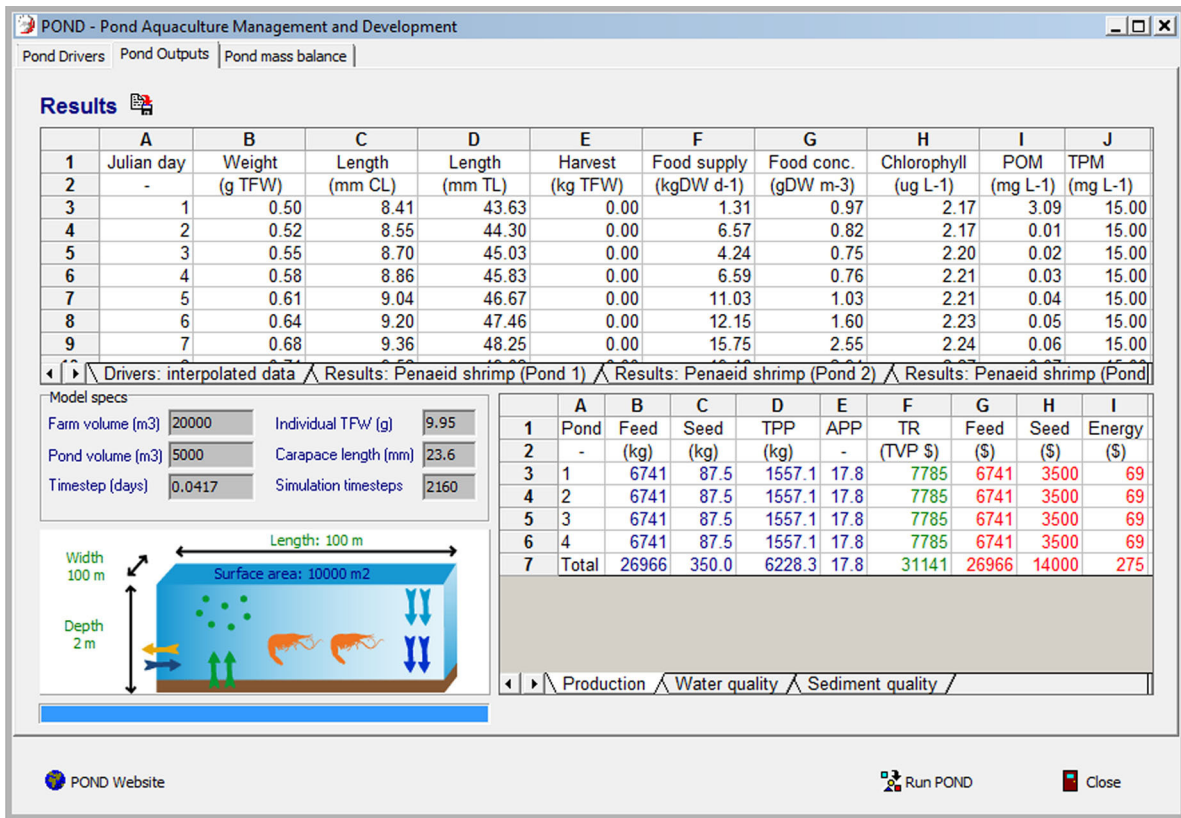 POND - Pond Aquaculture Management and Development
Pond Drivers Pond Outputs Pond mass balance
Results
A B C D E F G H I J
1 Julian day Weight Length Length Harvest Food supply Food conc. Chlorophyll POM TPM
2 - (g TFW) (mm CL) (mm TL) (kg TFW) (kgDW d-1) (gDW m-3) (ug L-1) (mg L-1) (mg L-1)
3 1 0.50 8.41 43.63 0.00 1.31 0.97 2.17 3.09 15.00
4 2 0.52 8.55 44.30 0.00 6.57 0.82 2.17 0.01 15.00
5 3 0.55 8.70 45.03 0.00 4.24 0.75 2.20 0.02 15.00
6 4 0.58 8.86 45.83 0.00 6.59 0.76 2.21 0.03 15.00
7 5 0.61 9.04 46.67 0.00 11.03 1.03 2.21 0.04 15.00
8 6 0.64 9.20 47.46 0.00 12.15 1.60 2.23 0.05 15.00
9 7 0.68 9.36 48.25 0.00 15.75 2.55 2.24 0.06 15.00
Drivers: interpolated data Results: Penaeid shrimp (Pond 1) Results: Penaeid shrimp (Pond 2) Results: Penaeid shrimp (Pond
Model specs
Farm volume (m3) 20000 Individual TFW (g) 9.95
Pond volume (m3) 5000 Carapace length (mm) 23.6
Timestep (days) 0.0417 Simulation timesteps 2160
Length: 100 m
Width
100 m
Surface area: 10000 m2
Depth
2 m
A B C D E F G H I
1 Pond Feed Seed TPP APP TR Feed Seed Energy
2 - (kg) (kg) (kg) - (TVP $) ($) ($) ($)
3 1 6741 87.5 1557.1 17.8 7785 6741 3500 69
4 2 6741 87.5 1557.1 17.8 7785 6741 3500 69
5 3 6741 87.5 1557.1 17.8 7785 6741 3500 69
6 4 6741 87.5 1557.1 17.8 7785 6741 3500 69
7 Total 26966 350.0 6228.3 17.8 31141 26966 14000 275
Production Water quality Sediment quality
POND Website Run POND Close